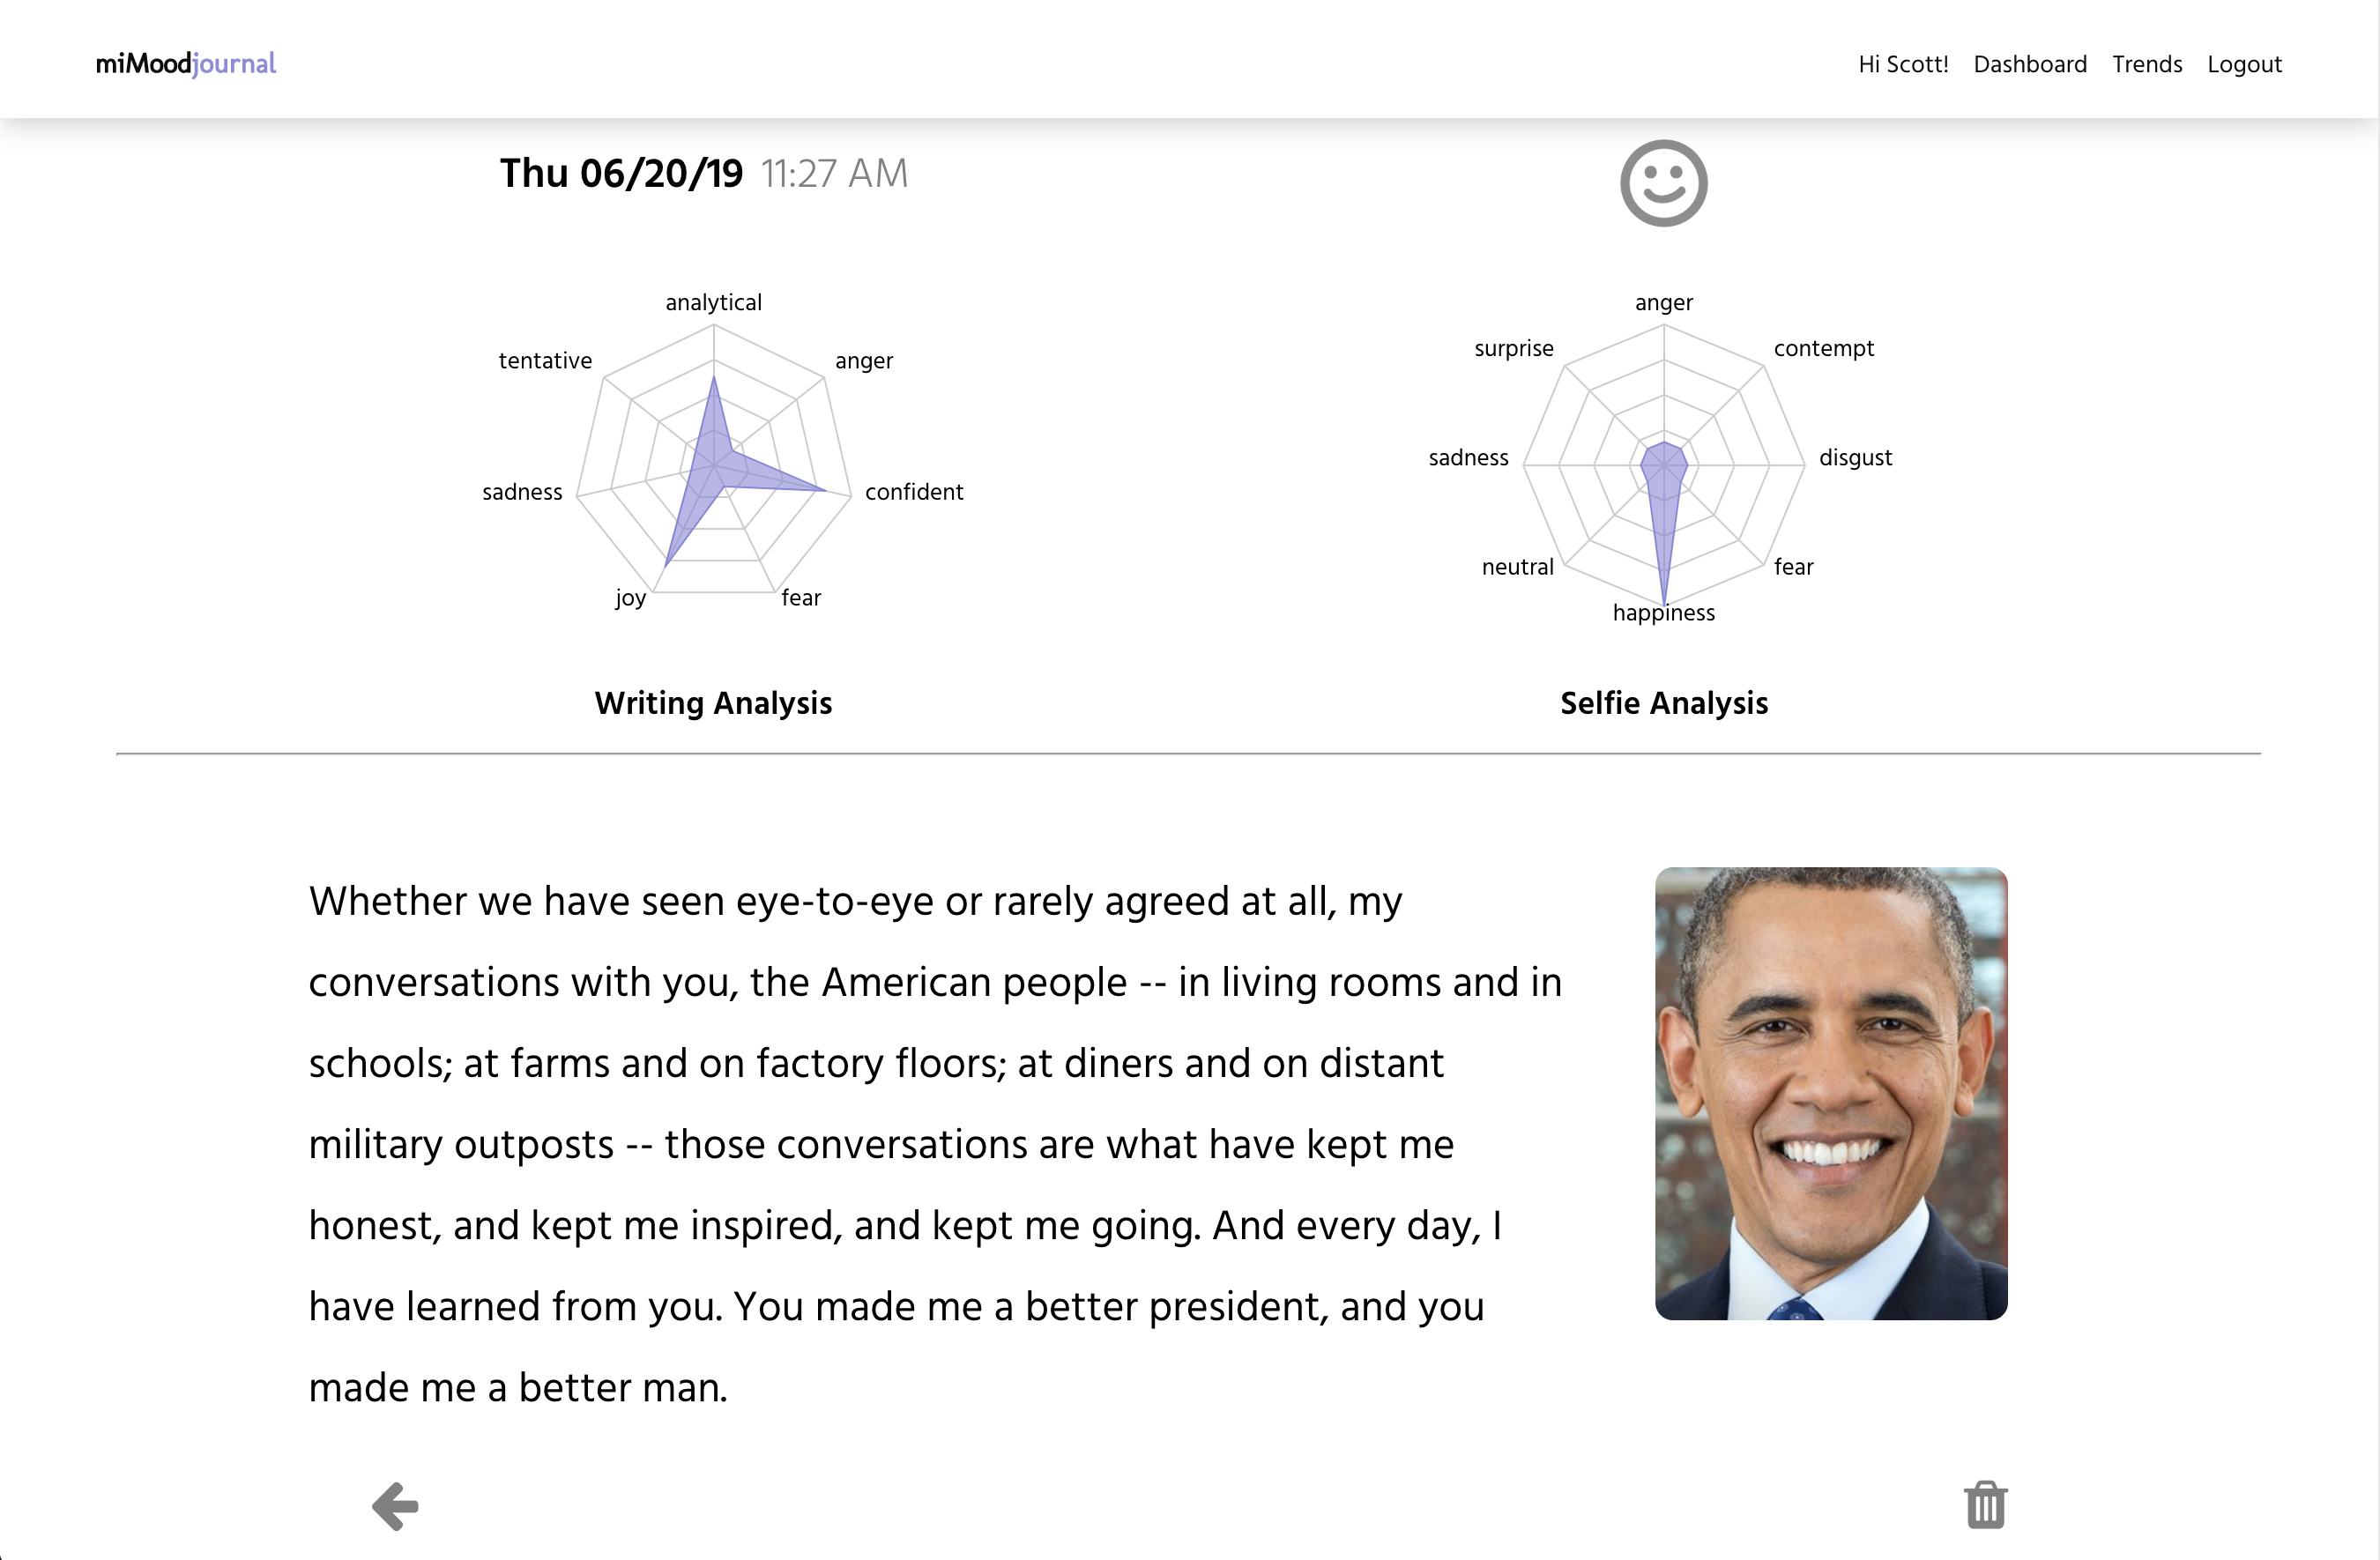 miMoodjournal
Hi Scott! Dashboard Trends Logout
Thu 06/20/19 11:27 AM
analytical
tentative
anger
sadness
confident
joy
fear
Writing Analysis
anger
surprise
contempt
sadness
disgust
neutral
fear
happiness
Selfie Analysis
Whether we have seen eye-to-eye or rarely agreed at all, my
conversations with you, the American people -- in living rooms and in
schools; at farms and on factory floors; at diners and on distant
military outposts -- those conversations are what have kept me
honest, and kept me inspired, and kept me going. And every day, I
have learned from you. You made me a better president, and you
made me a better man.